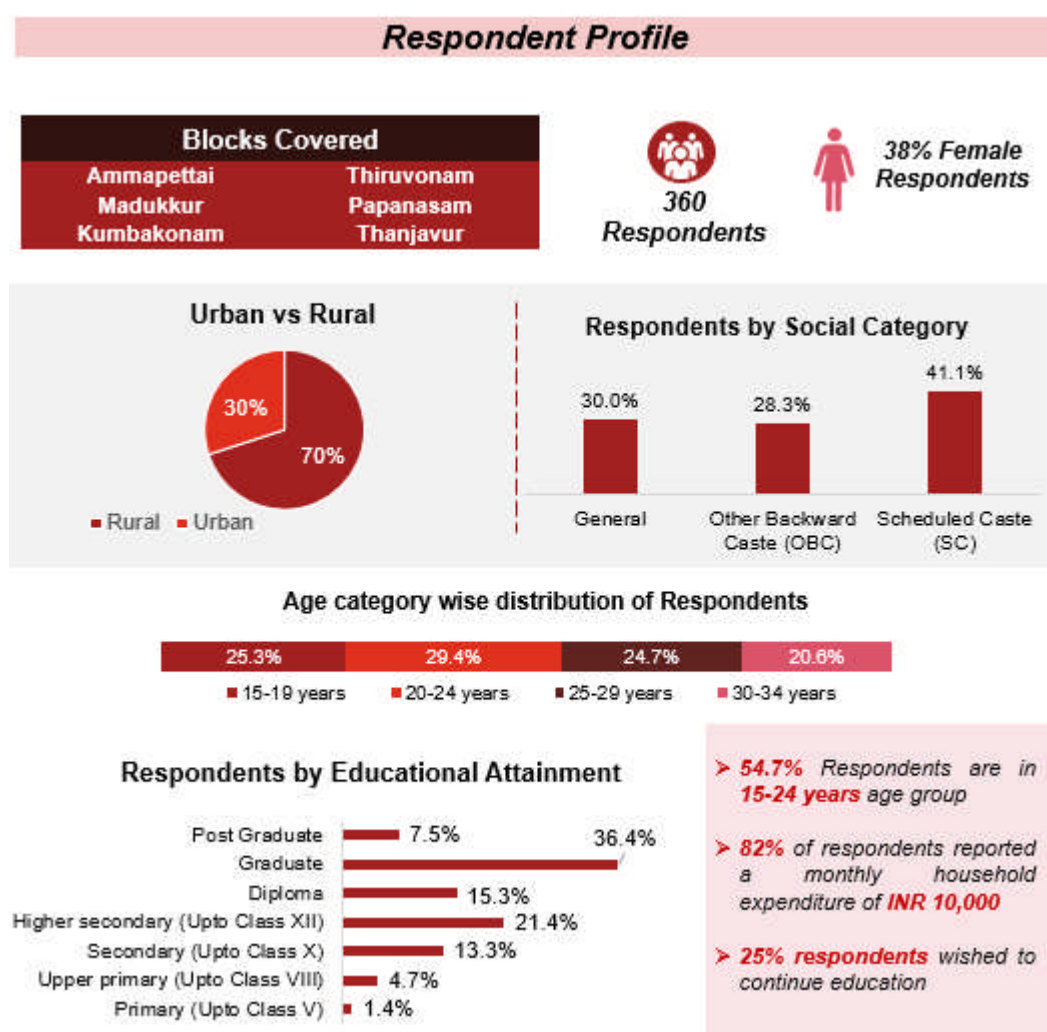 Respondent Profile
Blocks Covered
Ammapettai Thiruvonam
Madukkur Papanasam
Kumbakonam Thanjavur
360
Respondents
38% Female
Respondents
Urban vs Rural
30%
70%
Rural Urban
Respondents by Social Category
30.0% 28.3% 41.1%
General Other Backward Scheduled Caste
Caste (OBC) (SC)
Age category wise distribution of Respondents
25.3% 29.4% 24.7% 20.6%
15-19 years 20-24 years 25-29 years 30-34 years
Respondents by Educational Attainment
Post Graduate 7.5%
Graduate 36.4%
Diploma 15.3%
Higher secondary (Upto Class XII) 21.4%
Secondary (Upto Class X) 13.3%
Upper primary (Upto Class VIII) 4.7%
Primary (Upto Class V) 1.4%
➢ 54.7% Respondents are in
15-24 years age group
➢ 82% of respondents reported
a monthly household
expenditure of INR 10,000
➢ 25% respondents wished to
continue education